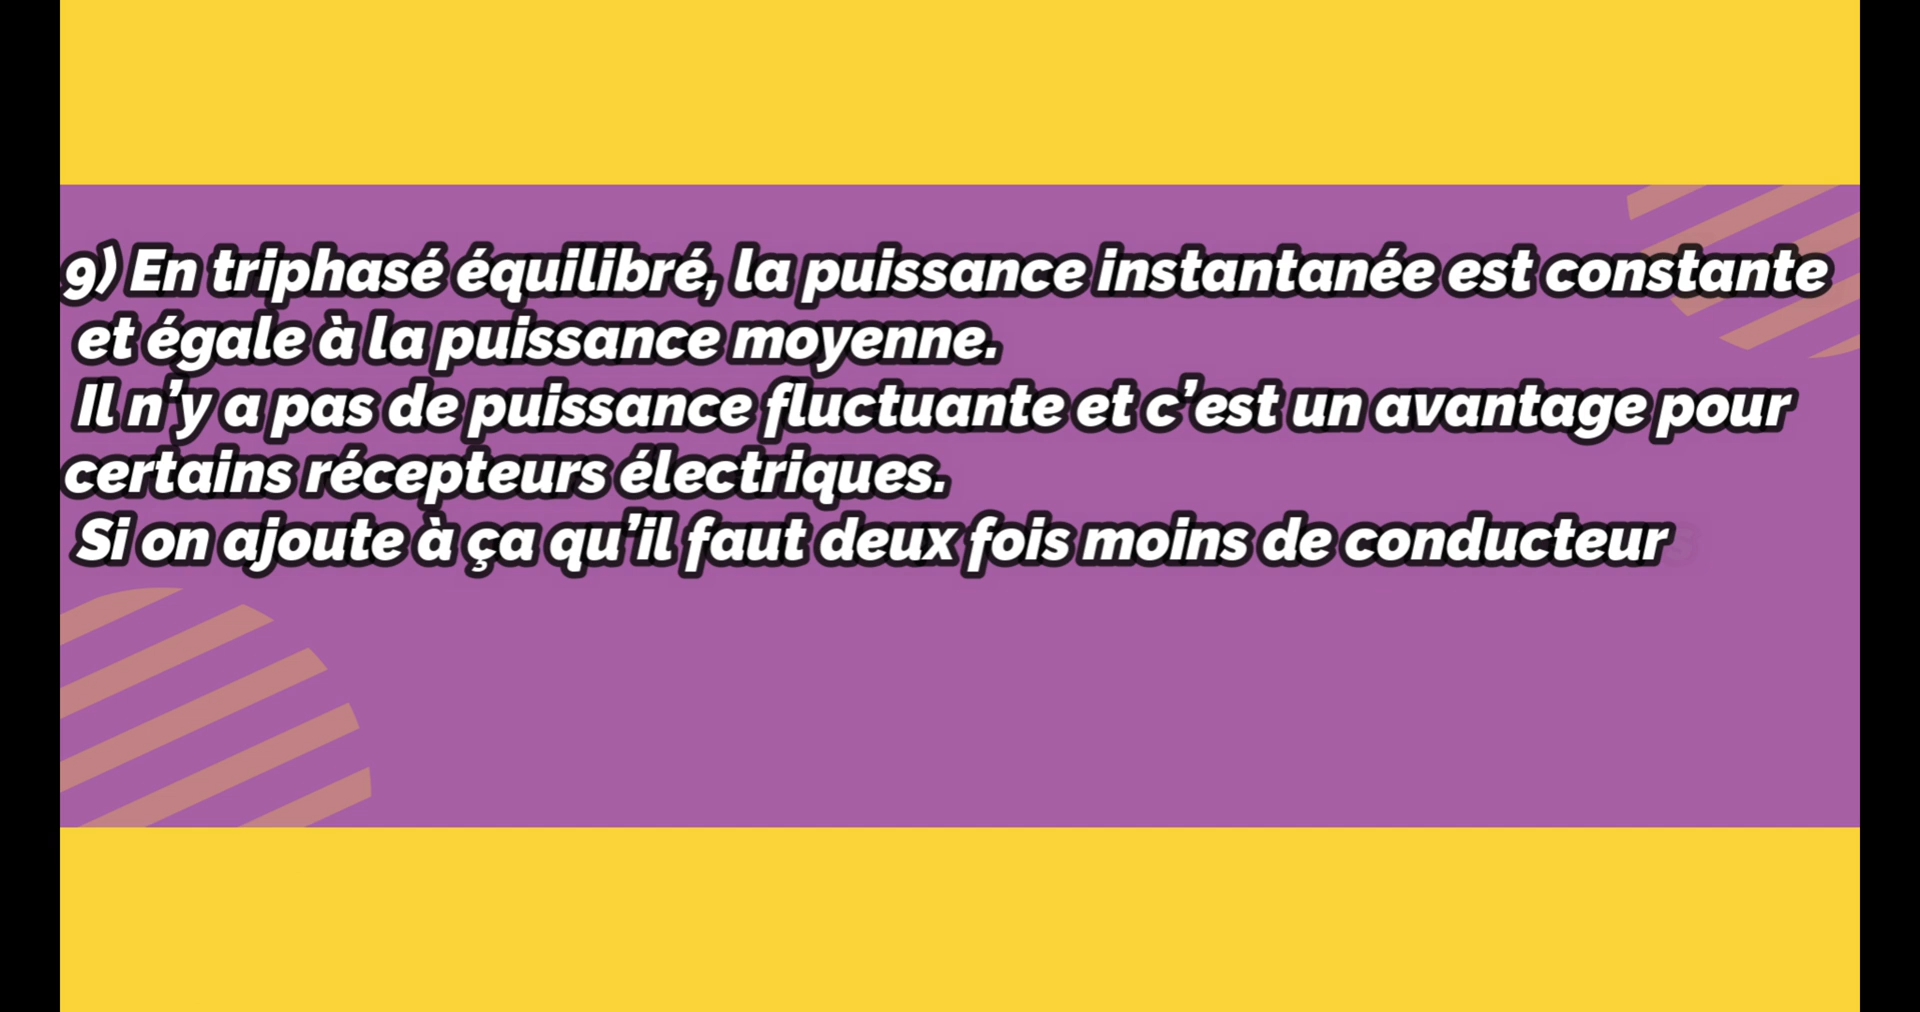 9) En triphasé équilibré, la puissance instantanée est constante
et égale à la puissance moyenne.
Il n’y a pas de puissance fluctuante et c’est un avantage pour
certains récepteurs électriques.
Si on ajoute à ça qu’il faut deux fois moins de conducteurs